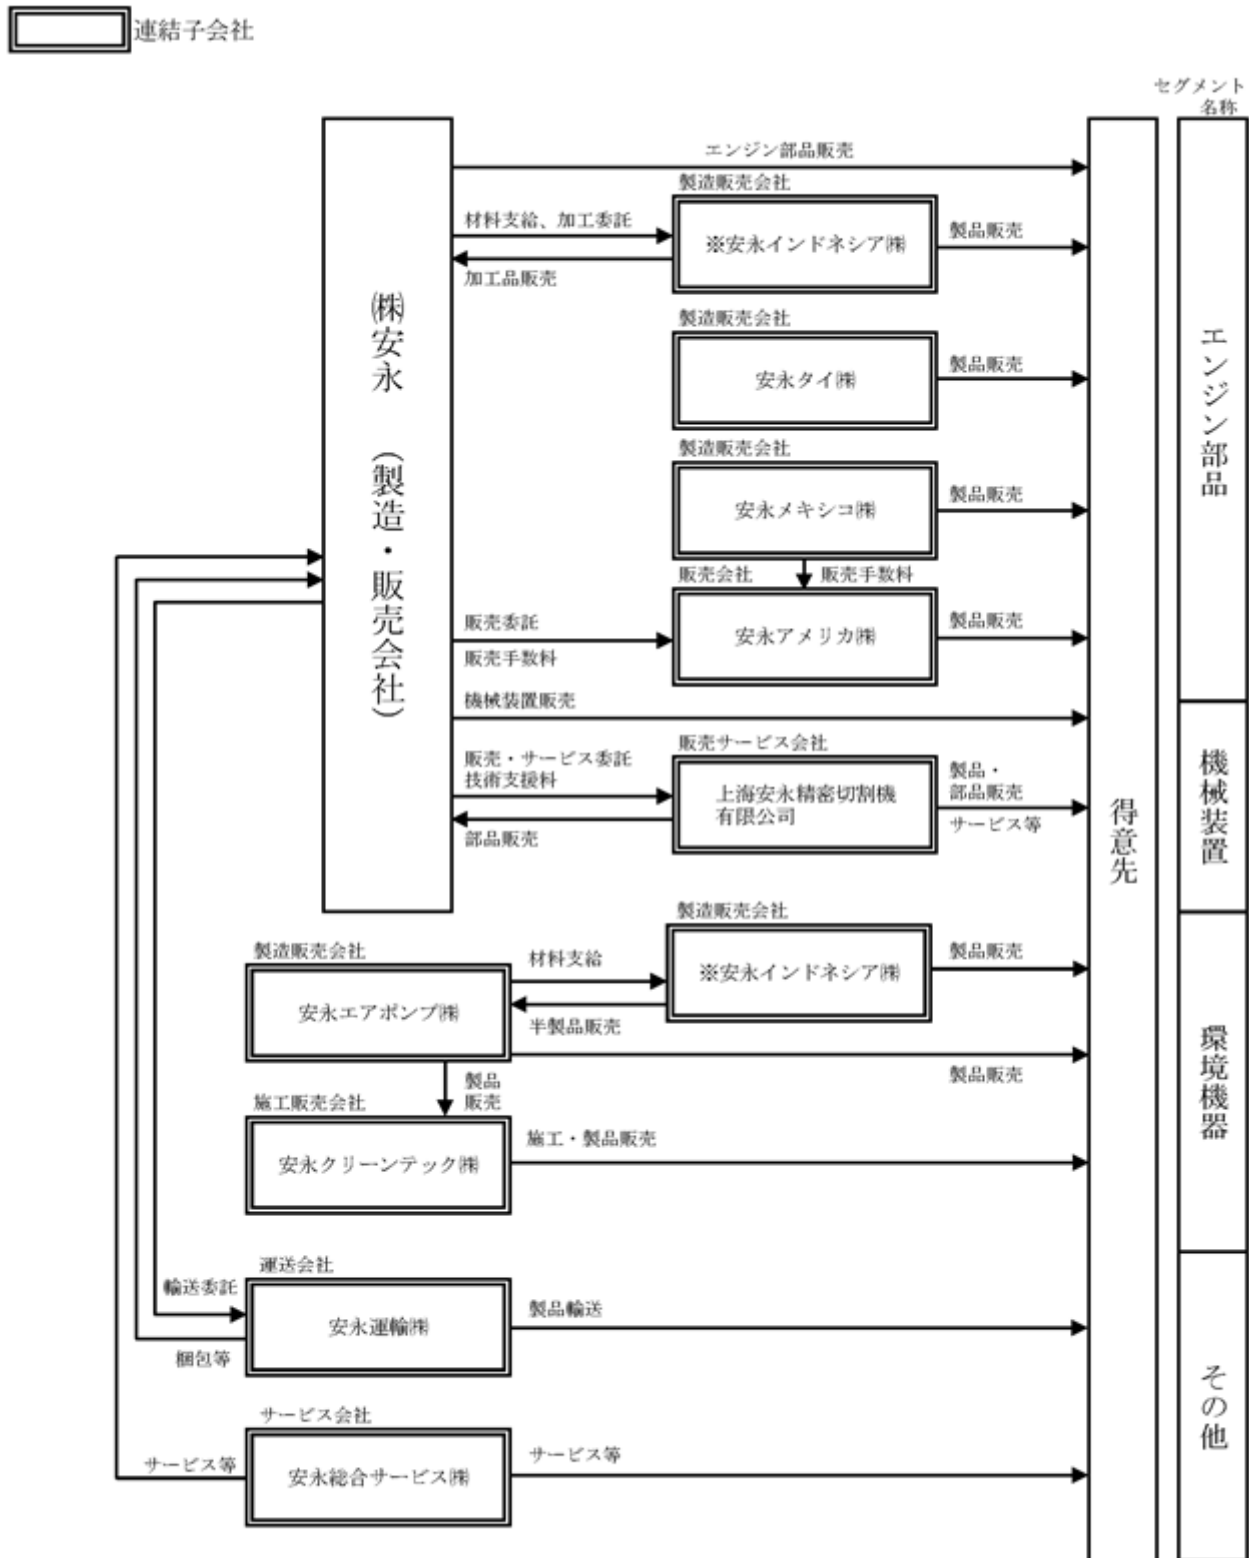 連結子会社
セグメント
名称
エンジン部品販売
製造販売会社
材料支給、加工委託
※安永インドネシア㈱
製品販売
加工品販売
㈱安永 (製造・販売会社)
製造販売会社
安永タイ㈱
製品販売
エンジン部品
製造販売会社
安永メキシコ㈱
製品販売
販売会社
販売手数料
販売委託
安永アメリカ㈱
製品販売
販売手数料
機械装置販売
販売サービス会社
販売・サービス委託
技術支援料
上海安永精密切割機
有限公司
製品・
部品販売
サービス等
部品販売
機械装置
得意先
製造販売会社
製造販売会社
材料支給
※安永インドネシア㈱
製品販売
安永エアポンプ㈱
半製品販売
製品販売
製品
販売
環境機器
施工販売会社
安永クリーンテック㈱
施工・製品販売
運送会社
輸送委託
安永運輸㈱
製品輸送
梱包等
その他
サービス会社
サービス等
安永総合サービス㈱
サービス等